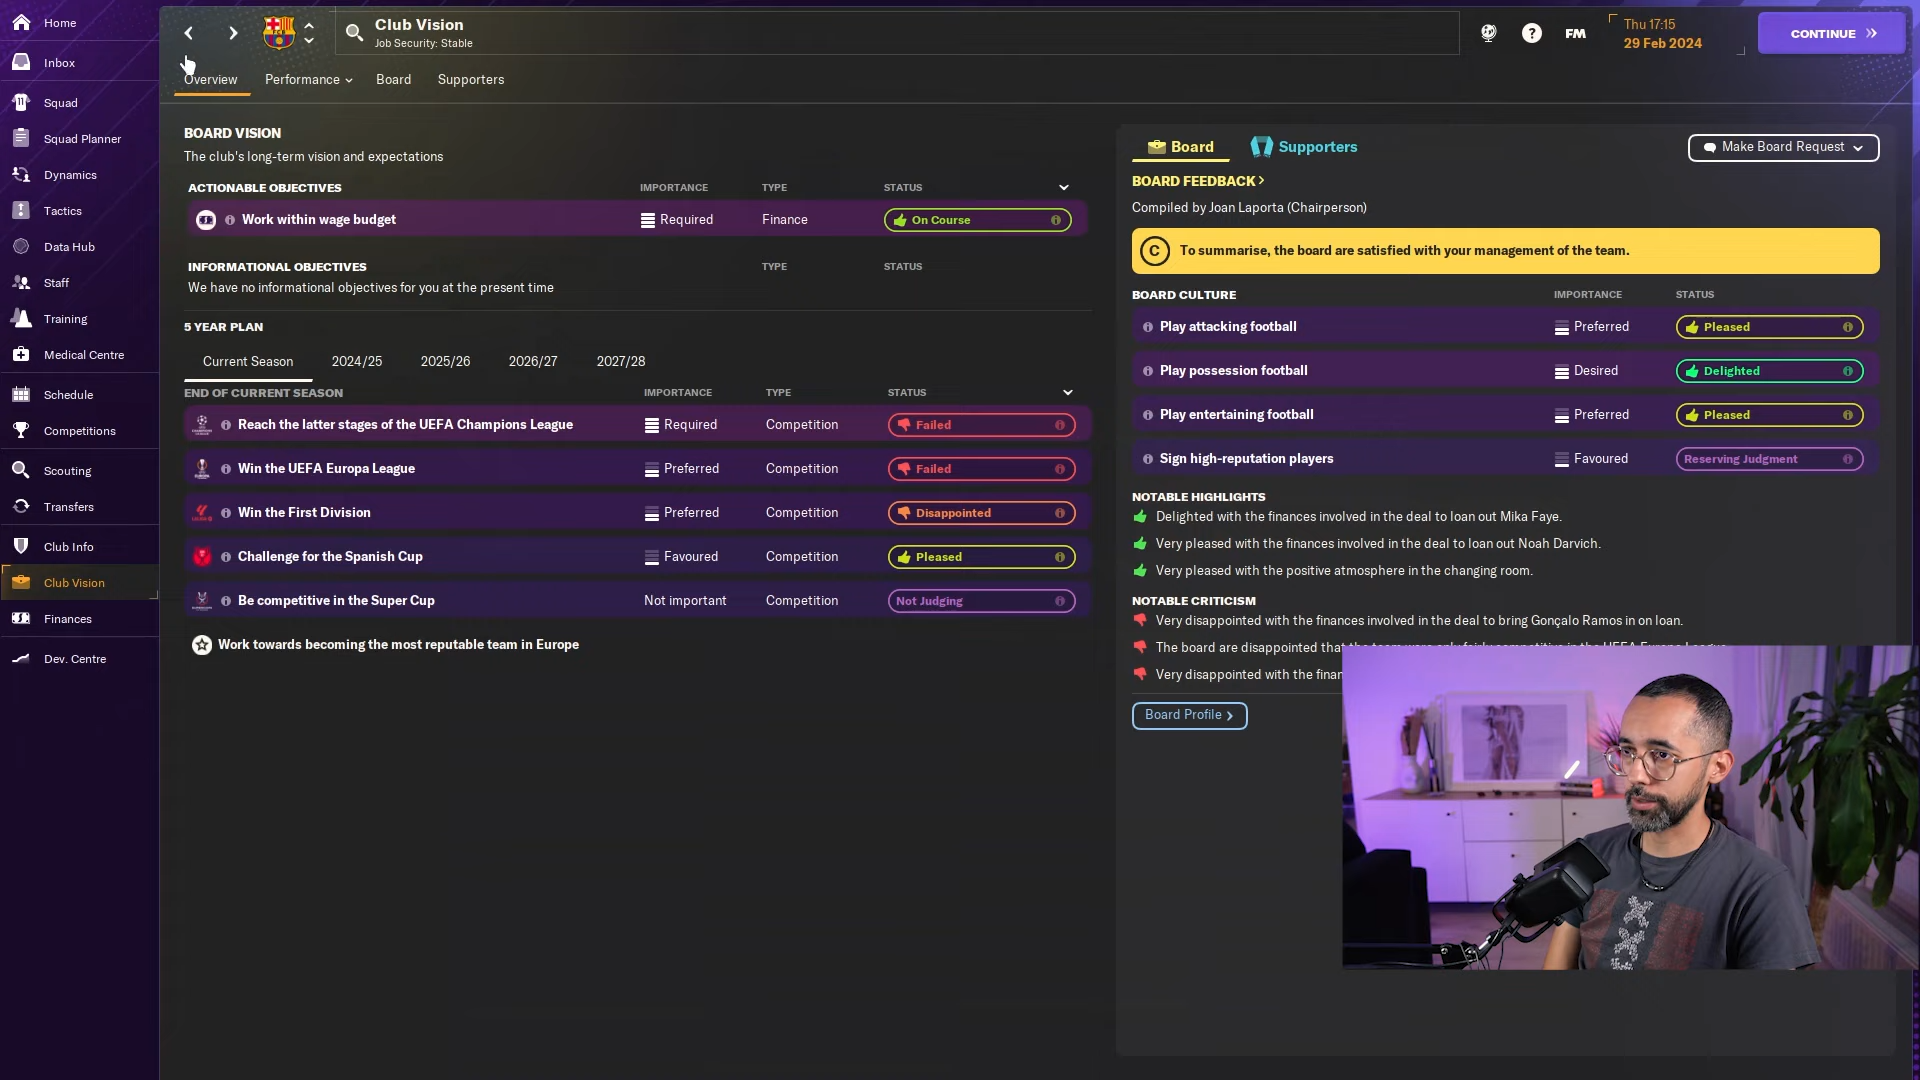 Home
Inbox
Squad
Squad Planner
Dynamics
Tactics
Data Hub
Staff
Training
Medical Centre
Schedule
Competitions
Scouting
Transfers
Club Info
Club Vision
Finances
Dev. Centre
Club Vision
Job Security: Stable
FM
Thu 17:15
29 Feb 2024
CONTINUE
Overview Performance Board Supporters
BOARD VISION
The club's long-term vision and expectations
ACTIONABLE OBJECTIVES IMPORTANCE TYPE STATUS
Work within wage budget Required Finance On Course
INFORMATIONAL OBJECTIVES TYPE STATUS
We have no informational objectives for you at the present time
5 YEAR PLAN
Current Season 2024/25 2025/26 2026/27 2027/28
END OF CURRENT SEASON IMPORTANCE TYPE STATUS
Reach the latter stages of the UEFA Champions League Required Competition Failed
Win the UEFA Europa League Preferred Competition Failed
Win the First Division Preferred Competition Disappointed
Challenge for the Spanish Cup Favoured Competition Pleased
Be competitive in the Super Cup Not important Competition Not Judging
Work towards becoming the most reputable team in Europe
Board Supporters Make Board Request
BOARD FEEDBACK
Compiled by Joan Laporta (Chairperson)
C To summarise, the board are satisfied with your management of the team.
BOARD CULTURE IMPORTANCE STATUS
Play attacking football Preferred Pleased
Play possession football Desired Delighted
Play entertaining football Preferred Pleased
Sign high-reputation players Favoured Reserving Judgment
NOTABLE HIGHLIGHTS
Delighted with the finances involved in the deal to loan out Mika Faye.
Very pleased with the finances involved in the deal to loan out Noah Darvich.
Very pleased with the positive atmosphere in the changing room.
NOTABLE CRITICISM
Very disappointed with the finances involved in the deal to bring Gonçalo Ramos in on loan.
The board are disappointed that the team were only fairly competitive in the UEFA Europa League.
Very disappointed with the finan
Board Profile